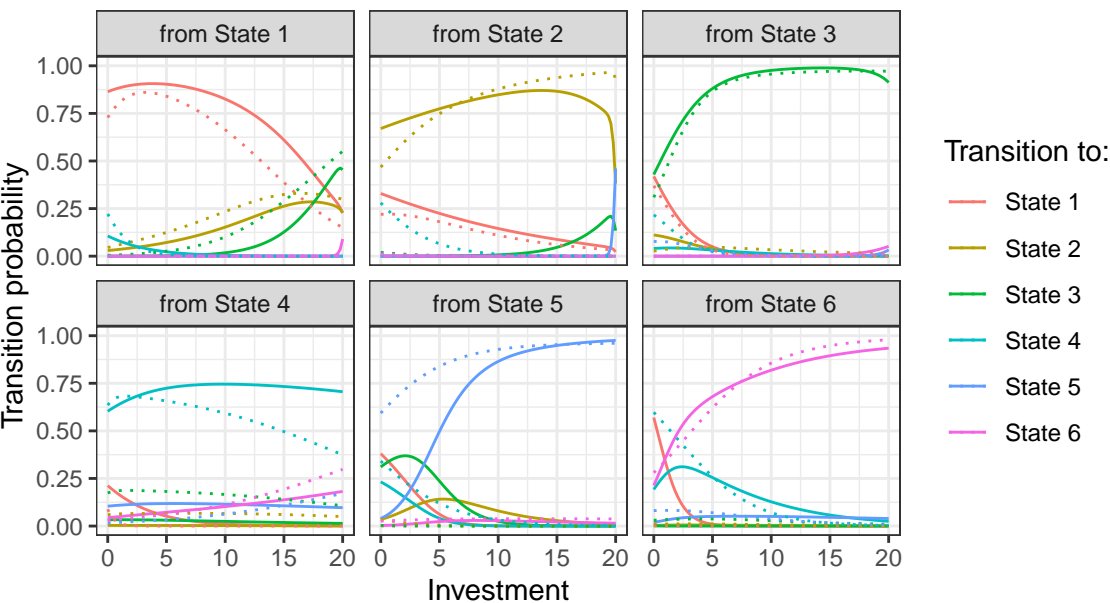 from State 1 from State 2 from State 3
1.00
0.75
0.50
0.25
0.00
from State 4 from State 5 from State 6
1.00
0.75
0.50
0.25
0.00
0 5 10 15 20 0 5 10 15 20 0 5 10 15 20
Investment
Transition probability
Transition to:
State 1
State 2
State 3
State 4
State 5
State 6